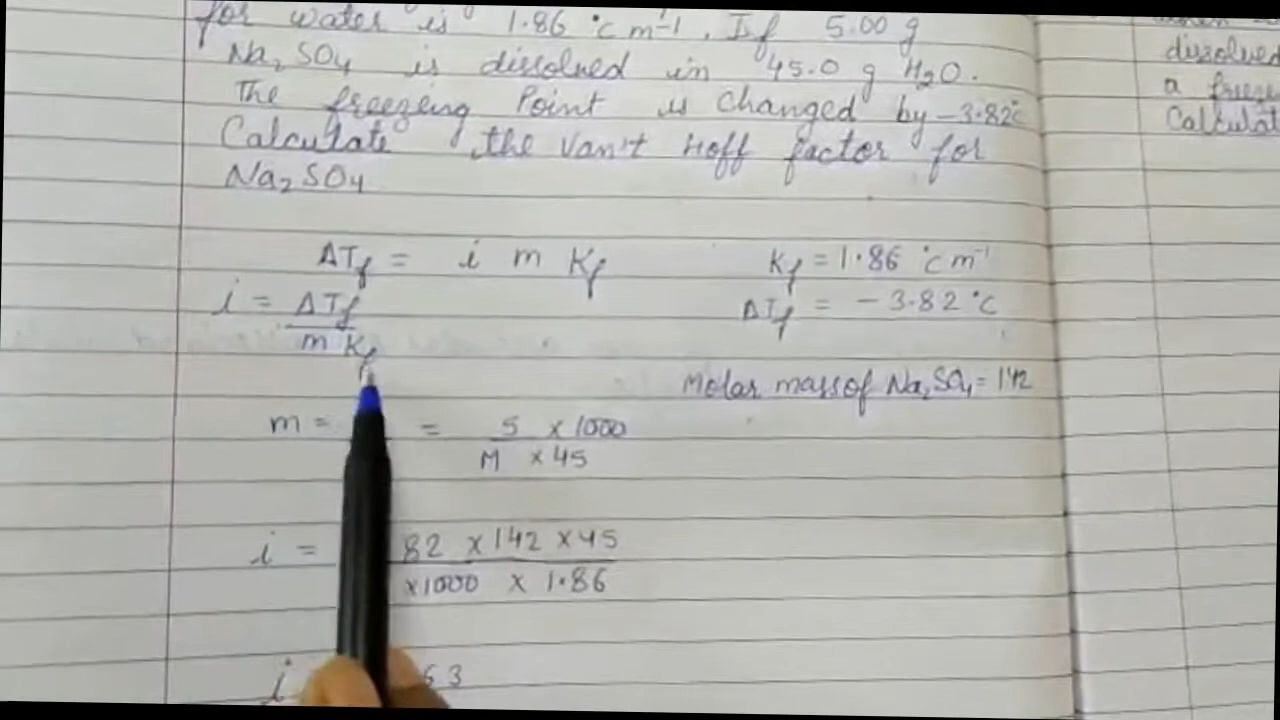 for water is 1.86 °C m⁻¹. If 5.00 g
Na₂SO₄ is dissolved in 45.0 g H₂O.
The freezing Point is changed by -3.82°C
Calculate the Van't Hoff factor for
Na₂SO₄
ΔTf = i m Kf
i = ΔTf
m Kf
m = = 5 × 1000
M × 45
i = 82 × 142 × 45
×1000 × 1.86
i 63
Kf = 1.86 °C m⁻¹
ΔTf = - 3.82 °C
Molar mass of Na₂SO₄ = 142
dissolved
a freez
Calculat